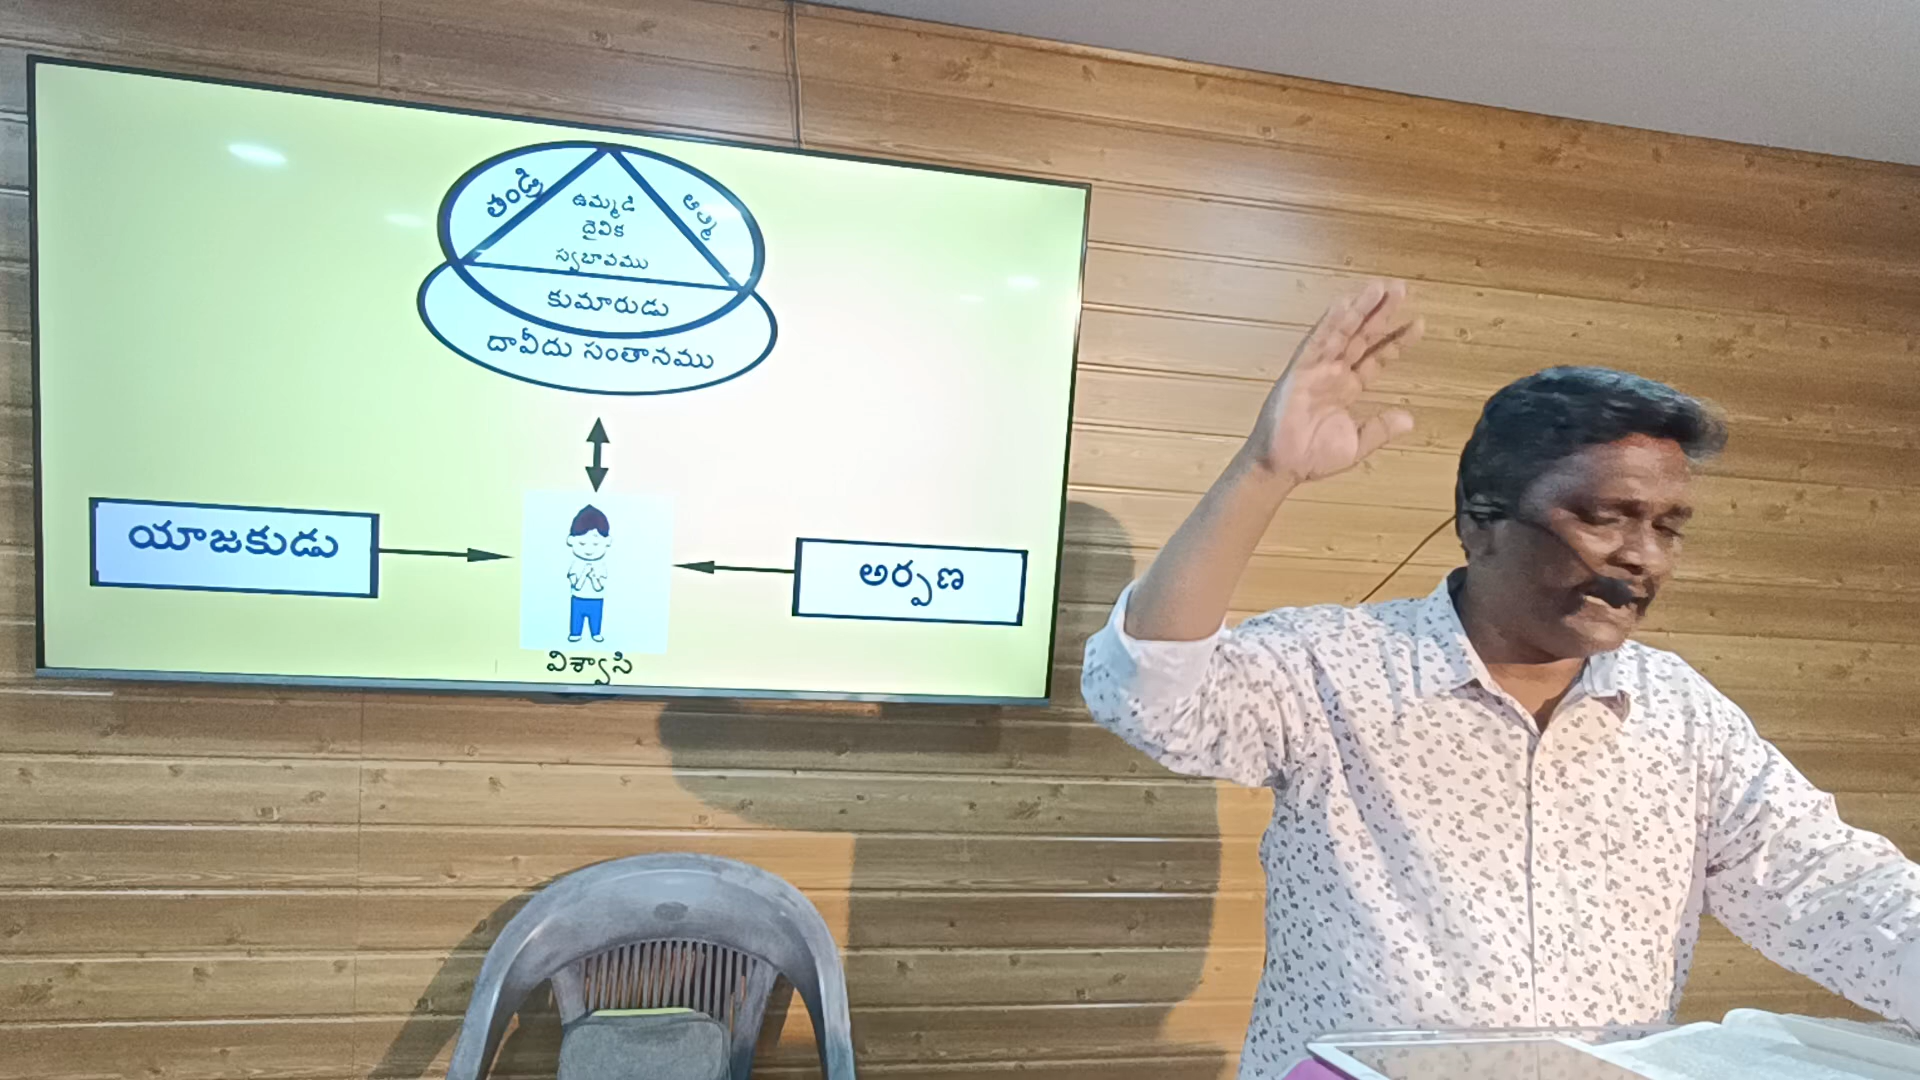 తండ్రి
ఆత్మ
ఉమ్మడి
దైవిక
స్వభావము
కుమారుడు
దావీదు సంతానము
యాజకుడు
అర్పణ
విశ్వాసి